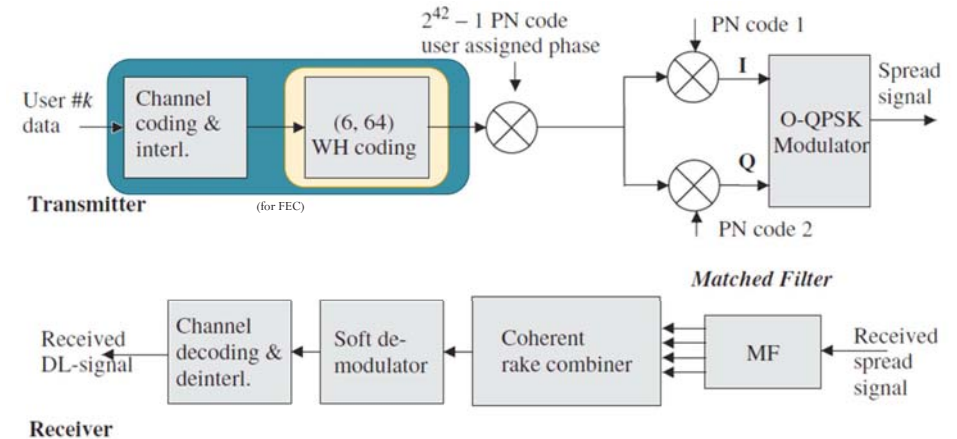 2^42 – 1 PN code
user assigned phase
PN code 1
User #k
data
Channel
coding &
interl.
(6, 64)
WH coding
I
Q
O-QPSK
Modulator
Spread
signal
Transmitter
(for FEC)
PN code 2
Matched Filter
Received
DL-signal
Channel
decoding &
deinterl.
Soft de-
modulator
Coherent
rake combiner
MF
Received
spread
signal
Receiver